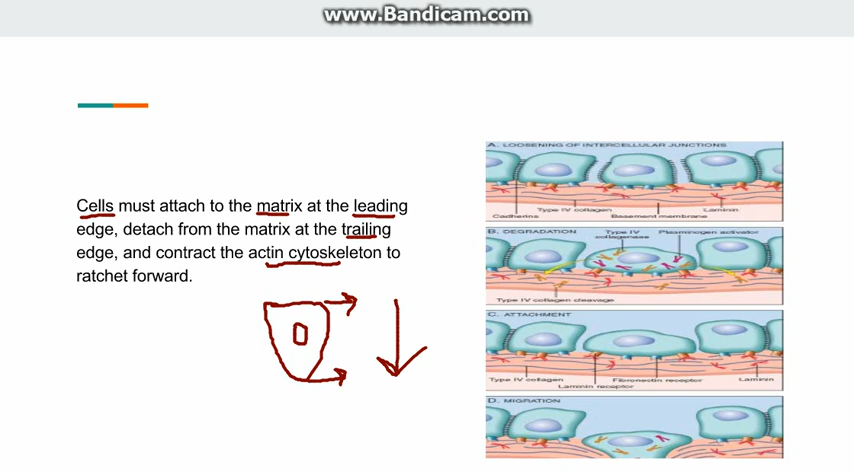 www.Bandicam.com
Cells must attach to the matrix at the leading
edge, detach from the matrix at the trailing
edge, and contract the actin cytoskeleton to
ratchet forward.
A. LOOSENING OF INTERCELLULAR JUNCTIONS
Type IV collagen
Laminin
Cadherins
Basement membrane
B. DEGRADATION
Type IV
collagenase
Plasminogen activator
Type IV collagen cleavage
C. ATTACHMENT
Type IV collagen
Fibronectin receptor
Laminin
Laminin receptor
D. MIGRATION